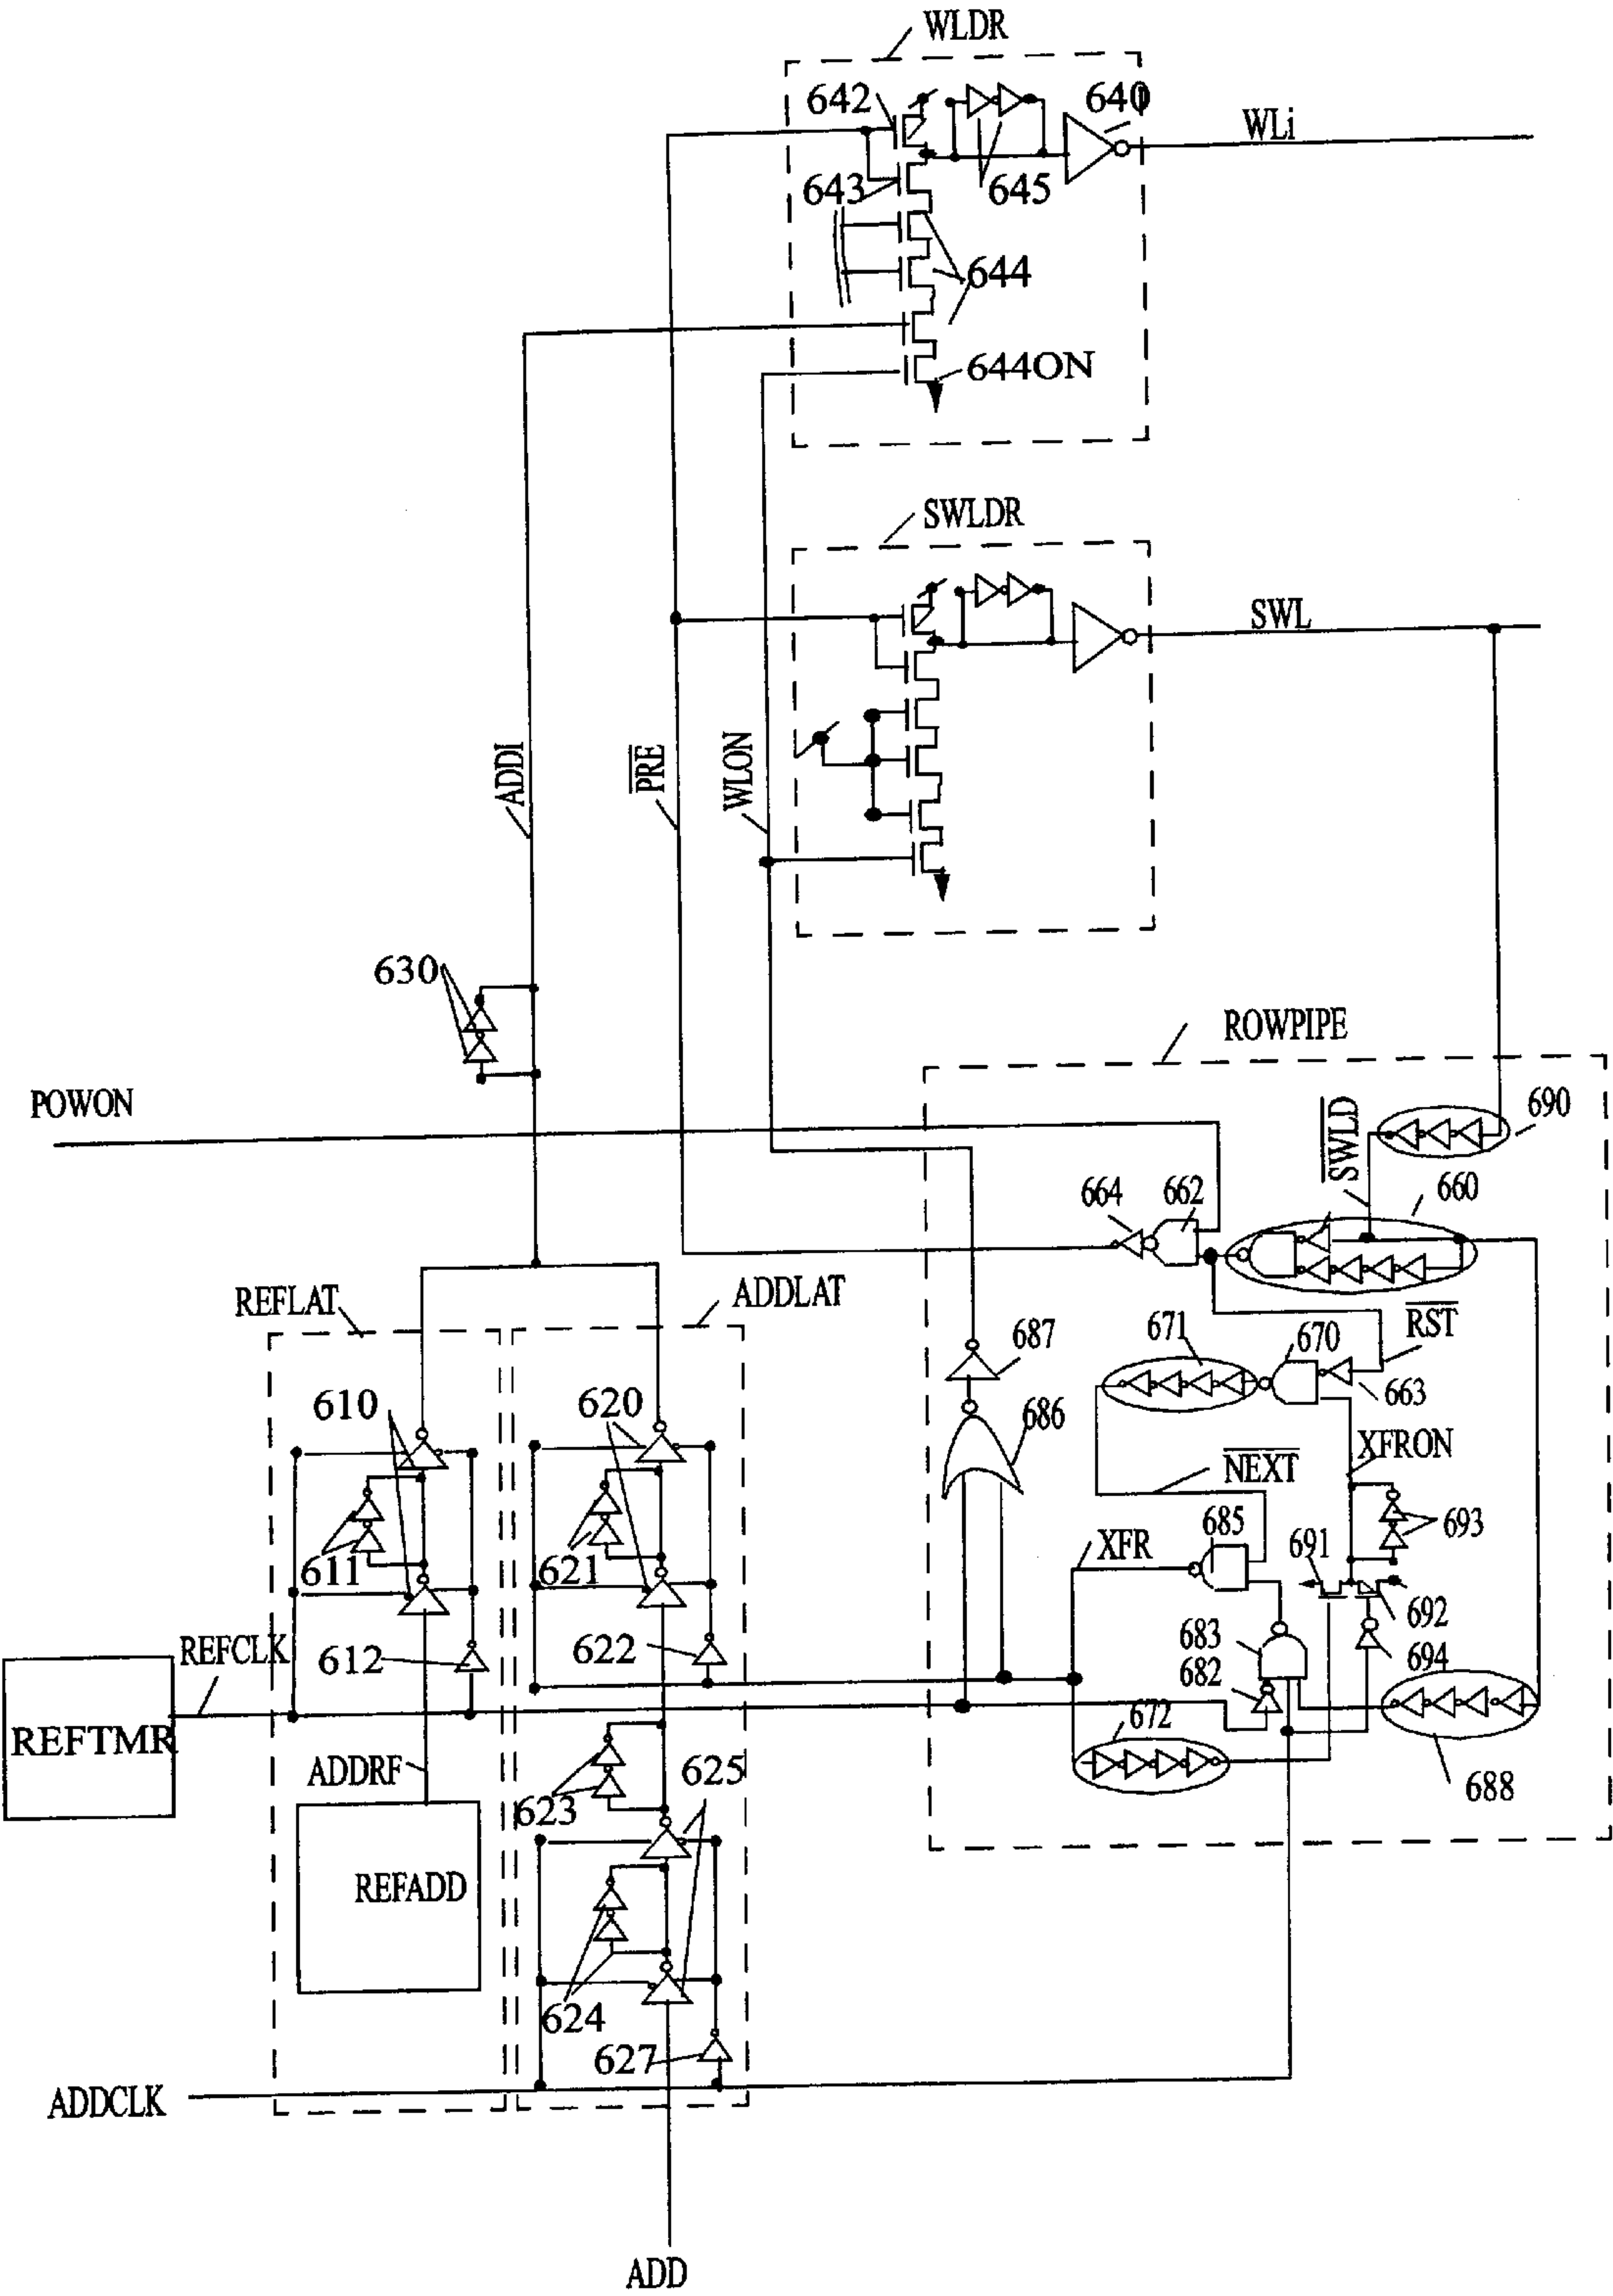 WLDR
642
640
WLi
643
645
644
644ON
SWLDR
SWL
ADDI
PRE
WLON
630
ROWPIPE
POWON
SWLD
690
664
662
660
REFLAT
ADDLAT
687
671
670
RST
663
610
620
686
XFRON
NEXT
685
693
611
621
XFR
691
692
REFCLK
612
622
683
682
694
REFTMR
672
ADDRF
625
688
623
REFADD
624
627
ADDCLK
ADD